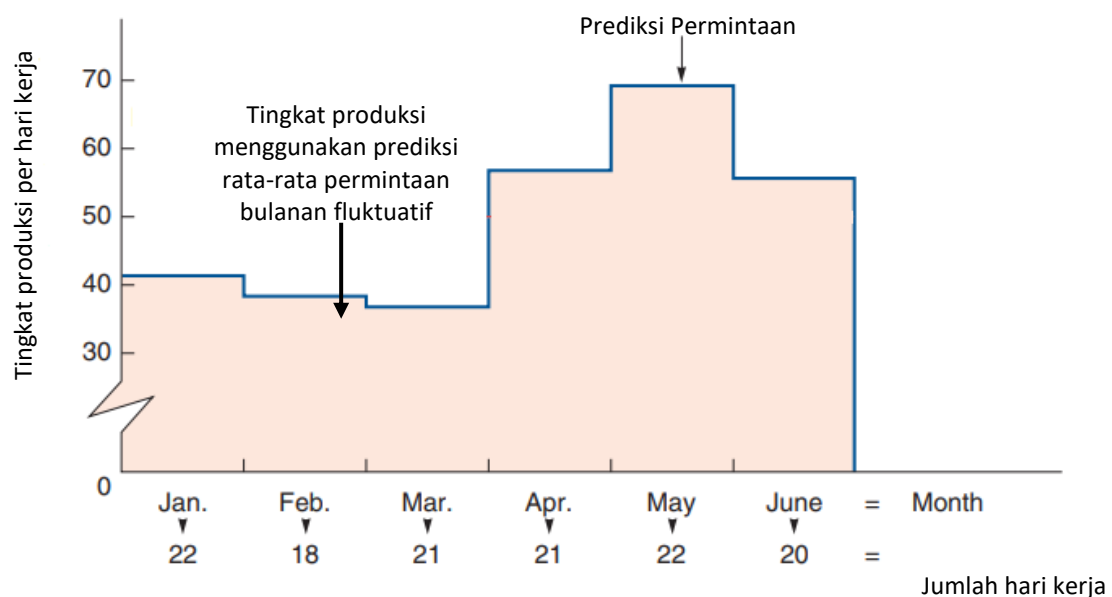 Prediksi Permintaan
Tingkat produksi per hari kerja
70
60
50
40
30
0
Tingkat produksi
menggunakan prediksi
rata-rata permintaan
bulanan fluktuatif
Jan. Feb. Mar. Apr. May June = Month
22 18 21 21 22 20 =
Jumlah hari kerja